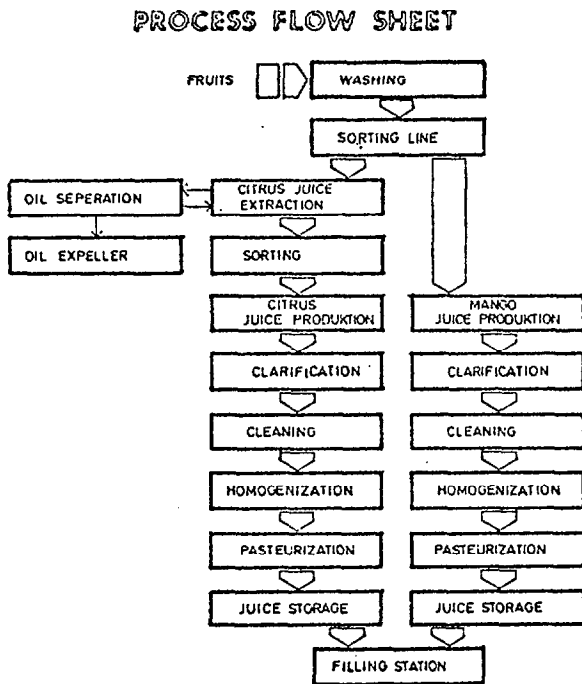 PROCESS FLOW SHEET
FRUITS
WASHING
SORTING LINE
CITRUS JUICE
EXTRACTION
OIL SEPERATION
OIL EXPELLER
SORTING
CITRUS
JUICE PRODUKTION
MANGO
JUICE PRODUKTION
CLARIFICATION
CLARIFICATION
CLEANING
CLEANING
HOMOGENIZATION
HOMOGENIZATION
PASTEURIZATION
PASTEURIZATION
JUICE STORAGE
JUICE STORAGE
FILLING STATION